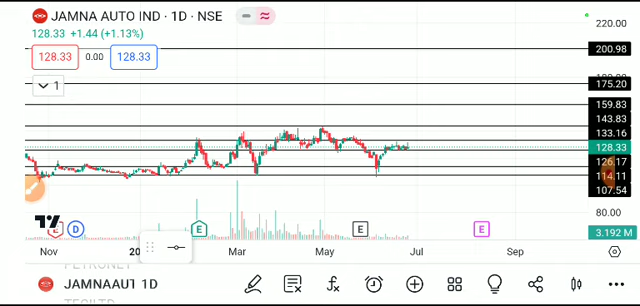 JAMNA AUTO IND · 1D · NSE
128.33 +1.44 (+1.13%)
128.33 0.00 128.33
1
220.00
200.98
175.20
159.83
143.83
133.16
128.33
126.17
114.11
107.54
80.00
3.192 M
E D E E E
Nov Mar May Jul Sep
JAMNAAUT 1D